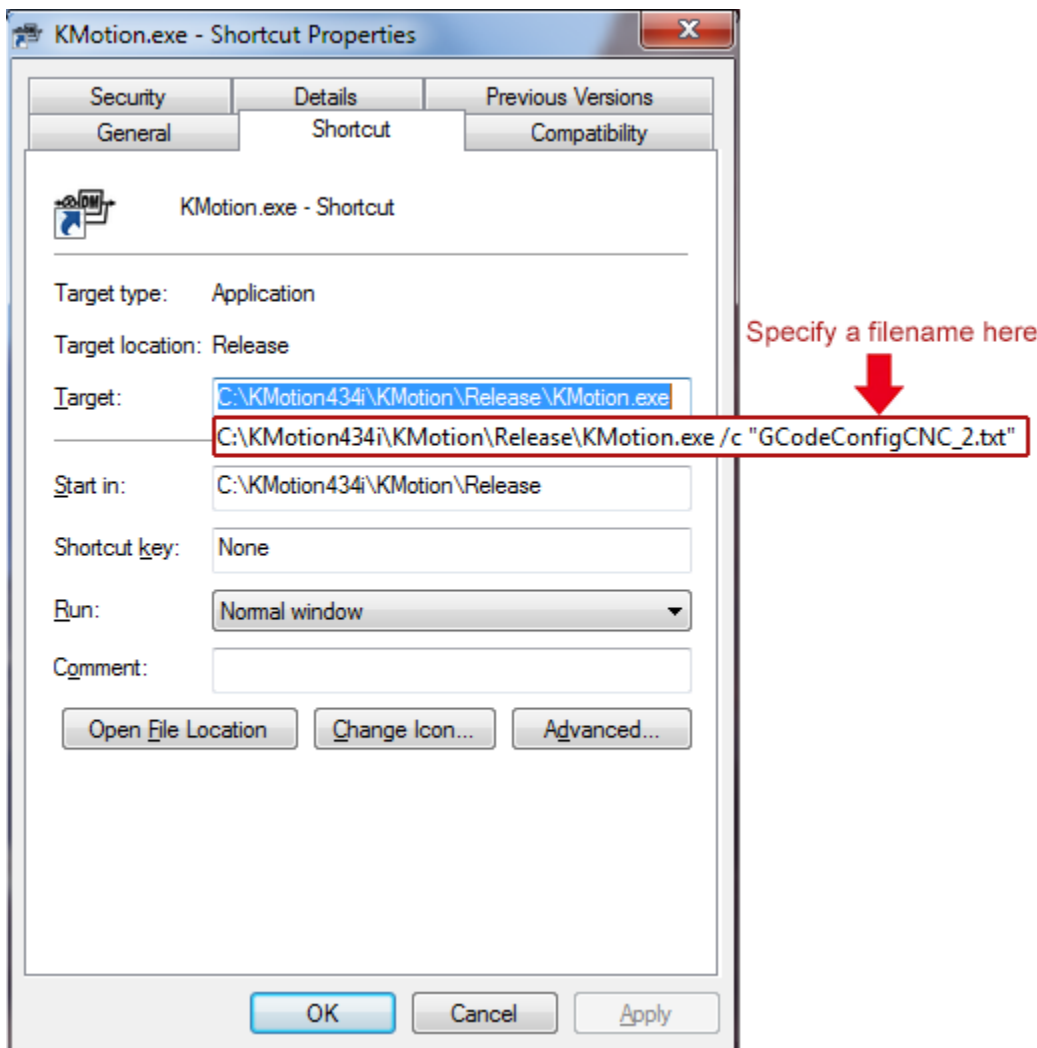 KMotion.exe - Shortcut Properties
Security Details Previous Versions
General Shortcut Compatibility
DM
KMotion.exe - Shortcut
Target type: Application
Target location: Release
Specify a filename here
Target: C:\KMotion434i\KMotion\Release\KMotion.exe
C:\KMotion434i\KMotion\Release\KMotion.exe /c "GCodeConfigCNC_2.txt"
Start in: C:\KMotion434i\KMotion\Release
Shortcut key: None
Run: Normal window
Comment:
Open File Location Change Icon... Advanced...
OK Cancel Apply